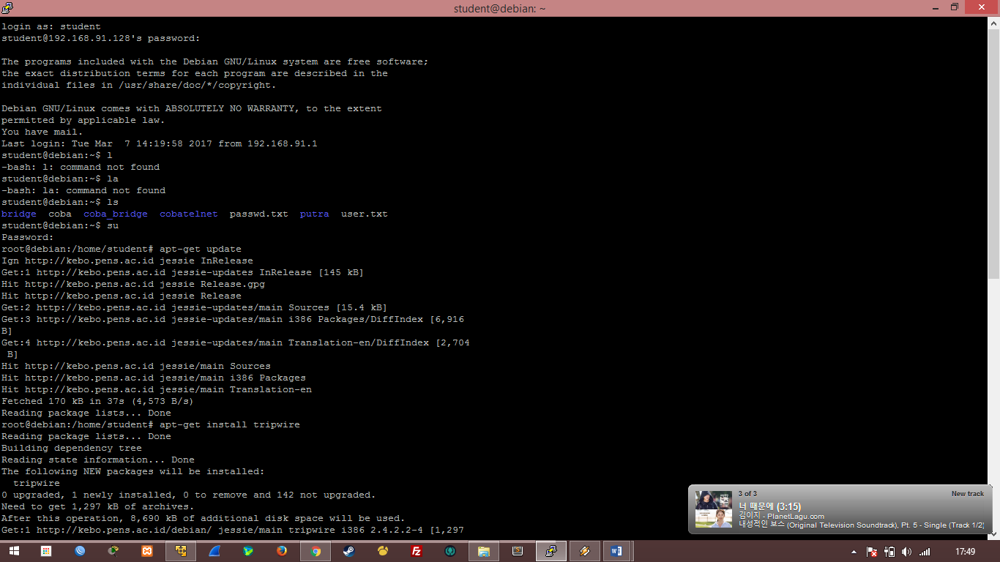 student@debian: ~
login as: student
student@192.168.91.128's password:
The programs included with the Debian GNU/Linux system are free software;
the exact distribution terms for each program are described in the
individual files in /usr/share/doc/*/copyright.
Debian GNU/Linux comes with ABSOLUTELY NO WARRANTY, to the extent
permitted by applicable law.
You have mail.
Last login: Tue Mar  7 14:19:58 2017 from 192.168.91.1
student@debian:~$ l
-bash: l: command not found
student@debian:~$ la
-bash: la: command not found
student@debian:~$ ls
bridge  coba  coba_bridge  cobatelnet  passwd.txt  putra  user.txt
student@debian:~$ su
Password:
root@debian:/home/student# apt-get update
Ign http://kebo.pens.ac.id jessie InRelease
Get:1 http://kebo.pens.ac.id jessie-updates InRelease [145 kB]
Hit http://kebo.pens.ac.id jessie Release.gpg
Hit http://kebo.pens.ac.id jessie Release
Get:2 http://kebo.pens.ac.id jessie-updates/main Sources [15.4 kB]
Get:3 http://kebo.pens.ac.id jessie-updates/main i386 Packages/DiffIndex [6,916
B]
Get:4 http://kebo.pens.ac.id jessie-updates/main Translation-en/DiffIndex [2,704
 B]
Hit http://kebo.pens.ac.id jessie/main Sources
Hit http://kebo.pens.ac.id jessie/main i386 Packages
Hit http://kebo.pens.ac.id jessie/main Translation-en
Fetched 170 kB in 37s (4,573 B/s)
Reading package lists... Done
root@debian:/home/student# apt-get install tripwire
Reading package lists... Done
Building dependency tree
Reading state information... Done
The following NEW packages will be installed:
  tripwire
0 upgraded, 1 newly installed, 0 to remove and 142 not upgraded.
Need to get 1,297 kB of archives.
After this operation, 8,690 kB of additional disk space will be used.
Get:1 http://kebo.pens.ac.id/debian/ jessie/main tripwire i386 2.4.2.2-4 [1,297
3 of 3 New track
너 때문에 (3:15)
김이지 - PlanetLagu.com
내성적인 보스 (Original Television Soundtrack), Pt. 5 - Single (Track 1/2)
17:49